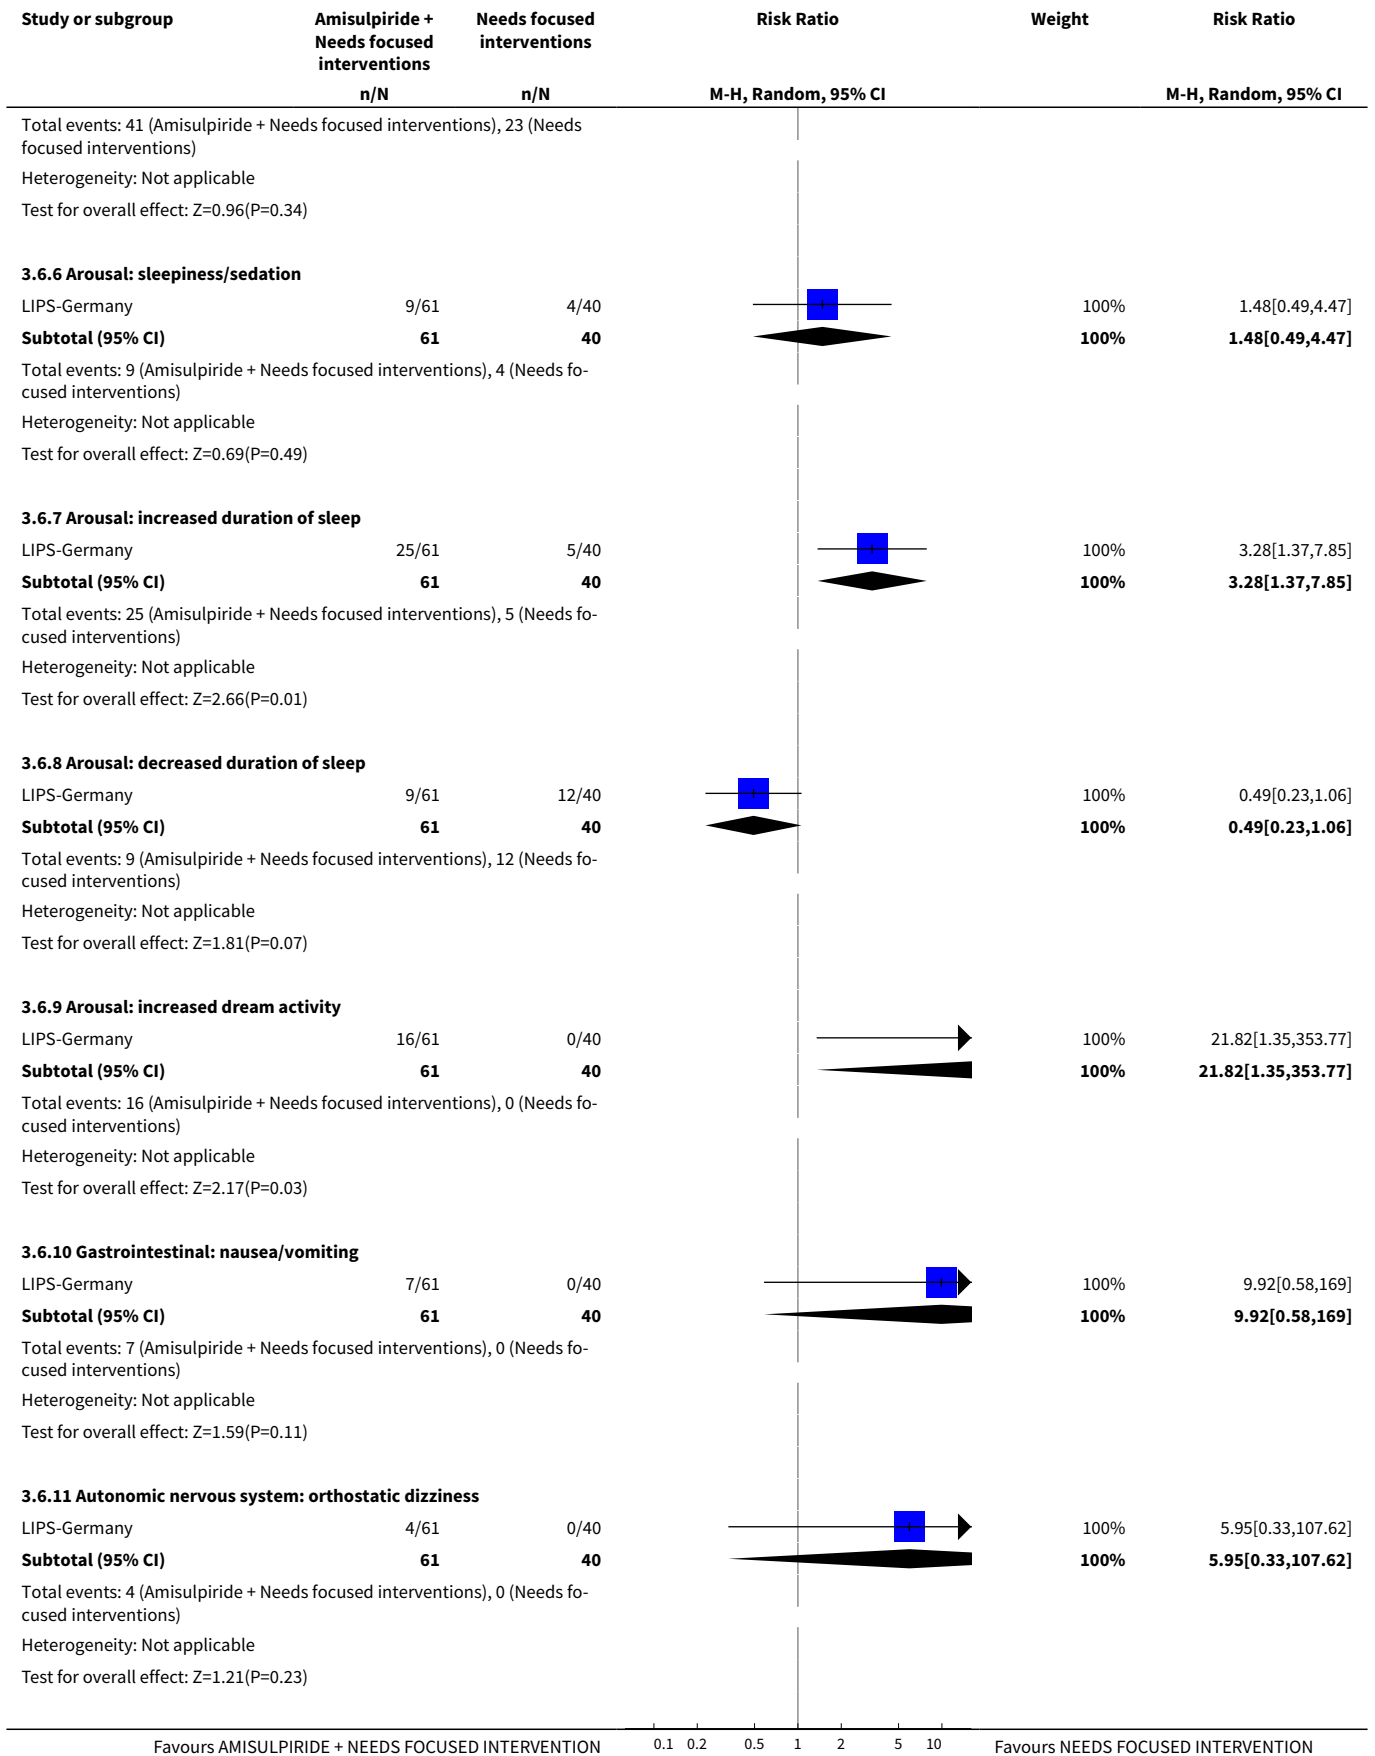 Study or subgroup Amisulpiride + Needs focused Risk Ratio Weight Risk Ratio
Needs focused interventions
interventions
n/N n/N M-H, Random, 95% CI M-H, Random, 95% CI
Total events: 41 (Amisulpiride + Needs focused interventions), 23 (Needs
focused interventions)
Heterogeneity: Not applicable
Test for overall effect: Z=0.96(P=0.34)
3.6.6 Arousal: sleepiness/sedation
LIPS-Germany 9/61 4/40 100% 1.48[0.49,4.47]
Subtotal (95% CI) 61 40 100% 1.48[0.49,4.47]
Total events: 9 (Amisulpiride + Needs focused interventions), 4 (Needs fo-
cused interventions)
Heterogeneity: Not applicable
Test for overall effect: Z=0.69(P=0.49)
3.6.7 Arousal: increased duration of sleep
LIPS-Germany 25/61 5/40 100% 3.28[1.37,7.85]
Subtotal (95% CI) 61 40 100% 3.28[1.37,7.85]
Total events: 25 (Amisulpiride + Needs focused interventions), 5 (Needs fo-
cused interventions)
Heterogeneity: Not applicable
Test for overall effect: Z=2.66(P=0.01)
3.6.8 Arousal: decreased duration of sleep
LIPS-Germany 9/61 12/40 100% 0.49[0.23,1.06]
Subtotal (95% CI) 61 40 100% 0.49[0.23,1.06]
Total events: 9 (Amisulpiride + Needs focused interventions), 12 (Needs fo-
cused interventions)
Heterogeneity: Not applicable
Test for overall effect: Z=1.81(P=0.07)
3.6.9 Arousal: increased dream activity
LIPS-Germany 16/61 0/40 100% 21.82[1.35,353.77]
Subtotal (95% CI) 61 40 100% 21.82[1.35,353.77]
Total events: 16 (Amisulpiride + Needs focused interventions), 0 (Needs fo-
cused interventions)
Heterogeneity: Not applicable
Test for overall effect: Z=2.17(P=0.03)
3.6.10 Gastrointestinal: nausea/vomiting
LIPS-Germany 7/61 0/40 100% 9.92[0.58,169]
Subtotal (95% CI) 61 40 100% 9.92[0.58,169]
Total events: 7 (Amisulpiride + Needs focused interventions), 0 (Needs fo-
cused interventions)
Heterogeneity: Not applicable
Test for overall effect: Z=1.59(P=0.11)
3.6.11 Autonomic nervous system: orthostatic dizziness
LIPS-Germany 4/61 0/40 100% 5.95[0.33,107.62]
Subtotal (95% CI) 61 40 100% 5.95[0.33,107.62]
Total events: 4 (Amisulpiride + Needs focused interventions), 0 (Needs fo-
cused interventions)
Heterogeneity: Not applicable
Test for overall effect: Z=1.21(P=0.23)
Favours AMISULPIRIDE + NEEDS FOCUSED INTERVENTION 0.1 0.2 0.5 1 2 5 10 Favours NEEDS FOCUSED INTERVENTION